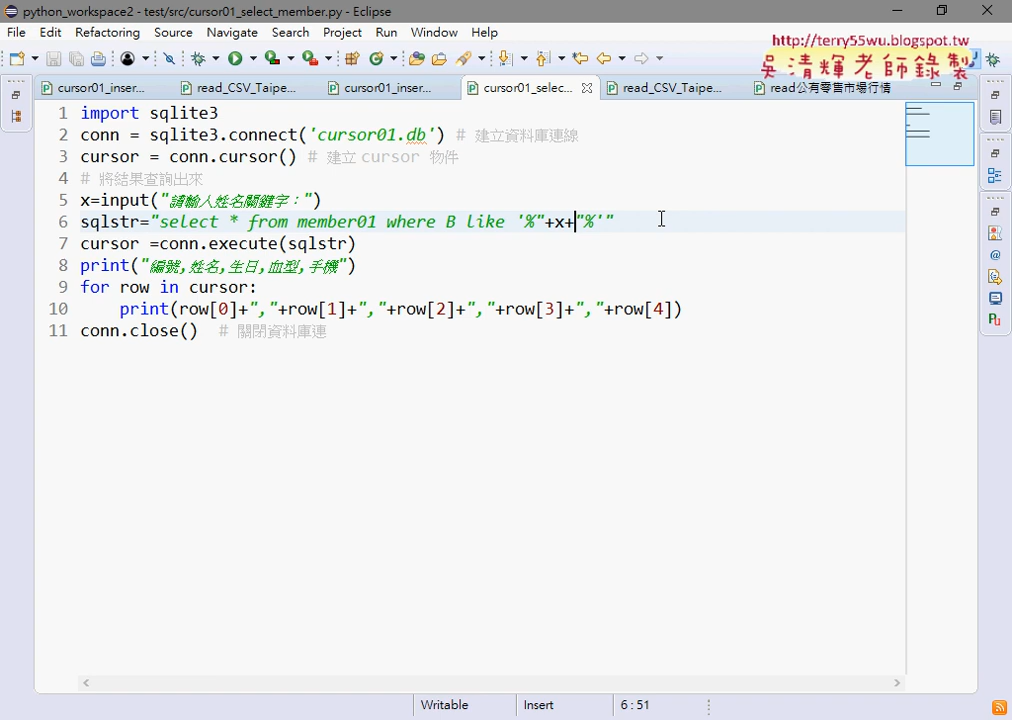 python_workspace2 - test/src/cursor01_select_member.py - Eclipse
File Edit Refactoring Source Navigate Search Project Run Window Help
http://terry55wu.blogspot.tw
吳清輝老師錄製
cursor01_inser... read_CSV_Taipe... cursor01_inser... cursor01_selec... read_CSV_Taipe... read公有零售市場行情
1 import sqlite3
2 conn = sqlite3.connect('cursor01.db') # 建立資料庫連線
3 cursor = conn.cursor() # 建立 cursor 物件
4 # 將結果查詢出來
5 x=input("請輸入姓名關鍵字：")
6 sqlstr="select * from member01 where B like '%"+x+"%'"
7 cursor =conn.execute(sqlstr)
8 print("編號,姓名,生日,血型,手機")
9 for row in cursor:
10 print(row[0]+","+row[1]+","+row[2]+","+row[3]+","+row[4])
11 conn.close() # 關閉資料庫連
Writable Insert 6 : 51